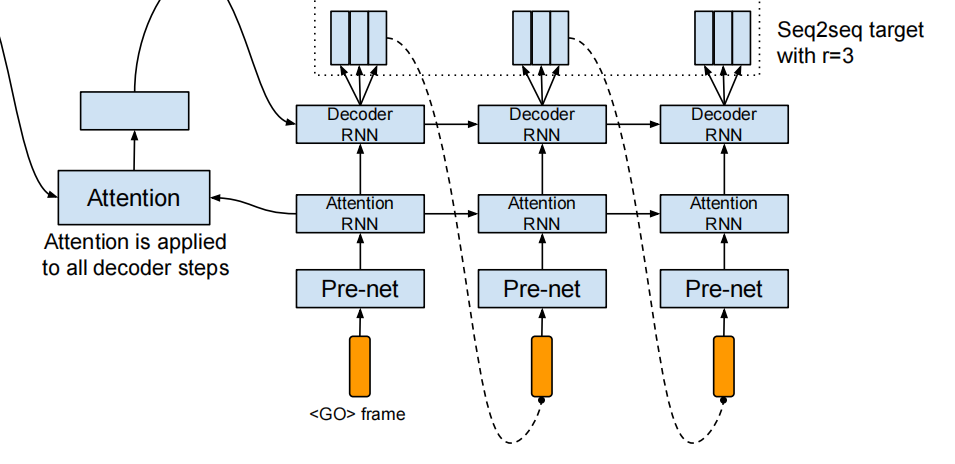 Seq2seq target
with r=3
Decoder
RNN
Decoder
RNN
Decoder
RNN
Attention
Attention is applied
to all decoder steps
Attention
RNN
Attention
RNN
Attention
RNN
Pre-net
Pre-net
Pre-net
<GO> frame